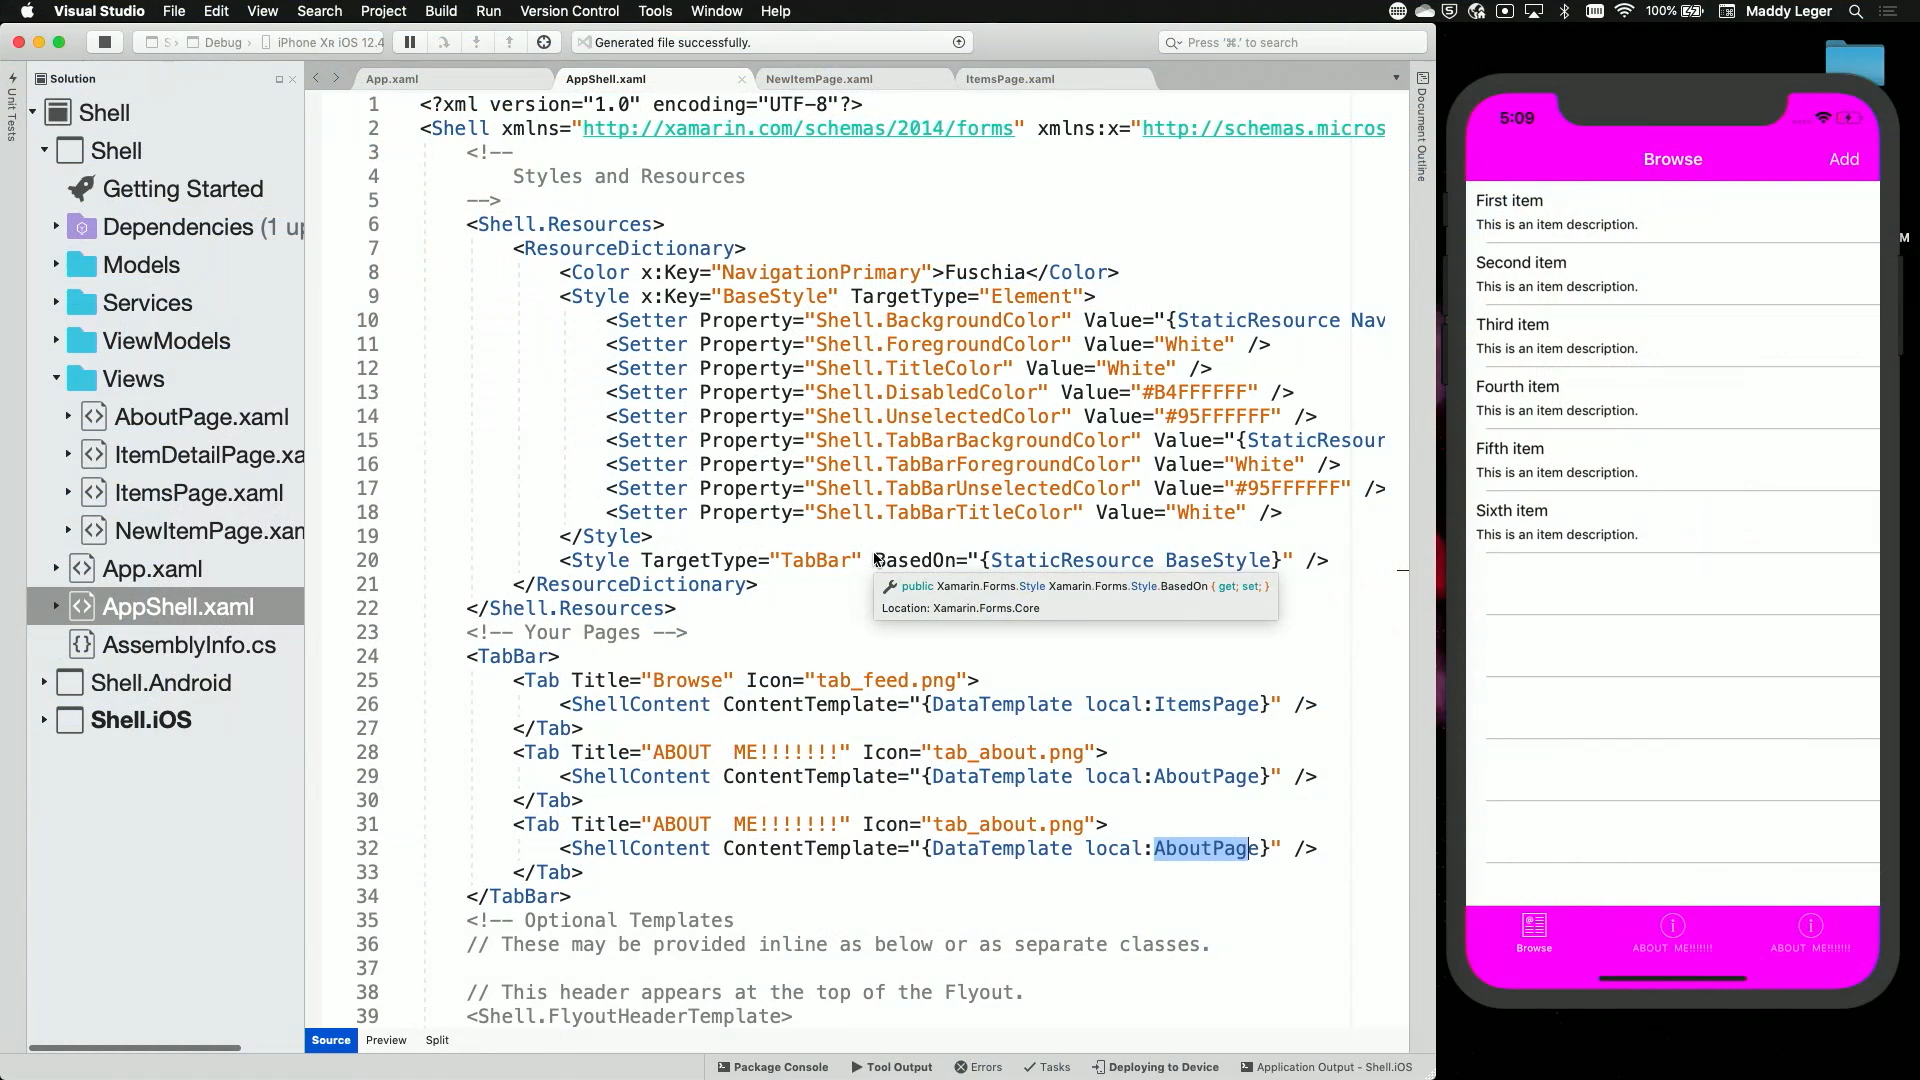 Visual Studio File Edit View Search Project Build Run Version Control Tools Window Help
100% Maddy Leger
S Debug iPhone XR iOS 12.4
Generated file successfully.
Press '⌘.' to search
Unit Tests
Solution
Shell
Shell
Getting Started
Dependencies (1 up
Models
Services
ViewModels
Views
AboutPage.xaml
ItemDetailPage.xa
ItemsPage.xaml
NewItemPage.xam
App.xaml
AppShell.xaml
AssemblyInfo.cs
Shell.Android
Shell.iOS
App.xaml AppShell.xaml NewItemPage.xaml ItemsPage.xaml
1 <?xml version="1.0" encoding="UTF-8"?>
2 <Shell xmlns="http://xamarin.com/schemas/2014/forms" xmlns:x="http://schemas.micros
3 <!--
4 Styles and Resources
5 -->
6 <Shell.Resources>
7 <ResourceDictionary>
8 <Color x:Key="NavigationPrimary">Fuschia</Color>
9 <Style x:Key="BaseStyle" TargetType="Element">
10 <Setter Property="Shell.BackgroundColor" Value="{StaticResource Nav
11 <Setter Property="Shell.ForegroundColor" Value="White" />
12 <Setter Property="Shell.TitleColor" Value="White" />
13 <Setter Property="Shell.DisabledColor" Value="#B4FFFFFF" />
14 <Setter Property="Shell.UnselectedColor" Value="#95FFFFFF" />
15 <Setter Property="Shell.TabBarBackgroundColor" Value="{StaticResour
16 <Setter Property="Shell.TabBarForegroundColor" Value="White" />
17 <Setter Property="Shell.TabBarUnselectedColor" Value="#95FFFFFF" />
18 <Setter Property="Shell.TabBarTitleColor" Value="White" />
19 </Style>
20 <Style TargetType="TabBar" BasedOn="{StaticResource BaseStyle}" />
21 </ResourceDictionary>
public Xamarin.Forms.Style Xamarin.Forms.Style.BasedOn { get; set; }
Location: Xamarin.Forms.Core
22 </Shell.Resources>
23 <!-- Your Pages -->
24 <TabBar>
25 <Tab Title="Browse" Icon="tab_feed.png">
26 <ShellContent ContentTemplate="{DataTemplate local:ItemsPage}" />
27 </Tab>
28 <Tab Title="ABOUT  ME!!!!!!!" Icon="tab_about.png">
29 <ShellContent ContentTemplate="{DataTemplate local:AboutPage}" />
30 </Tab>
31 <Tab Title="ABOUT  ME!!!!!!!" Icon="tab_about.png">
32 <ShellContent ContentTemplate="{DataTemplate local:AboutPage}" />
33 </Tab>
34 </TabBar>
35 <!-- Optional Templates
36 // These may be provided inline as below or as separate classes.
37
38 // This header appears at the top of the Flyout.
39 <Shell.FlyoutHeaderTemplate>
Source Preview Split
Package Console Tool Output Errors Tasks Deploying to Device Application Output - Shell.iOS
Document Outline
5:09
Browse Add
First item
This is an item description.
Second item
This is an item description.
Third item
This is an item description.
Fourth item
This is an item description.
Fifth item
This is an item description.
Sixth item
This is an item description.
Browse ABOUT ME!!!!!!! ABOUT ME!!!!!!!
M